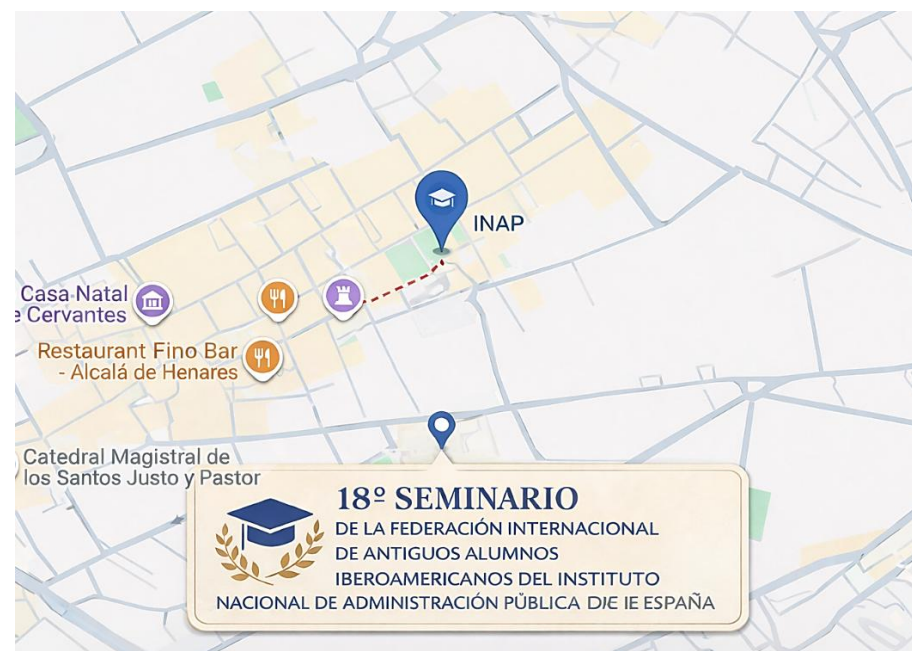 INAP
Casa Natal
e Cervantes
Restaurant Fino Bar
- Alcalá de Henares
Catedral Magistral de
los Santos Justo y Pastor
18º SEMINARIO
DE LA FEDERACIÓN INTERNACIONAL
DE ANTIGUOS ALUMNOS
IBEROAMERICANOS DEL INSTITUTO
NACIONAL DE ADMINISTRACIÓN PÜBLICA DIE IE ESPAÑA